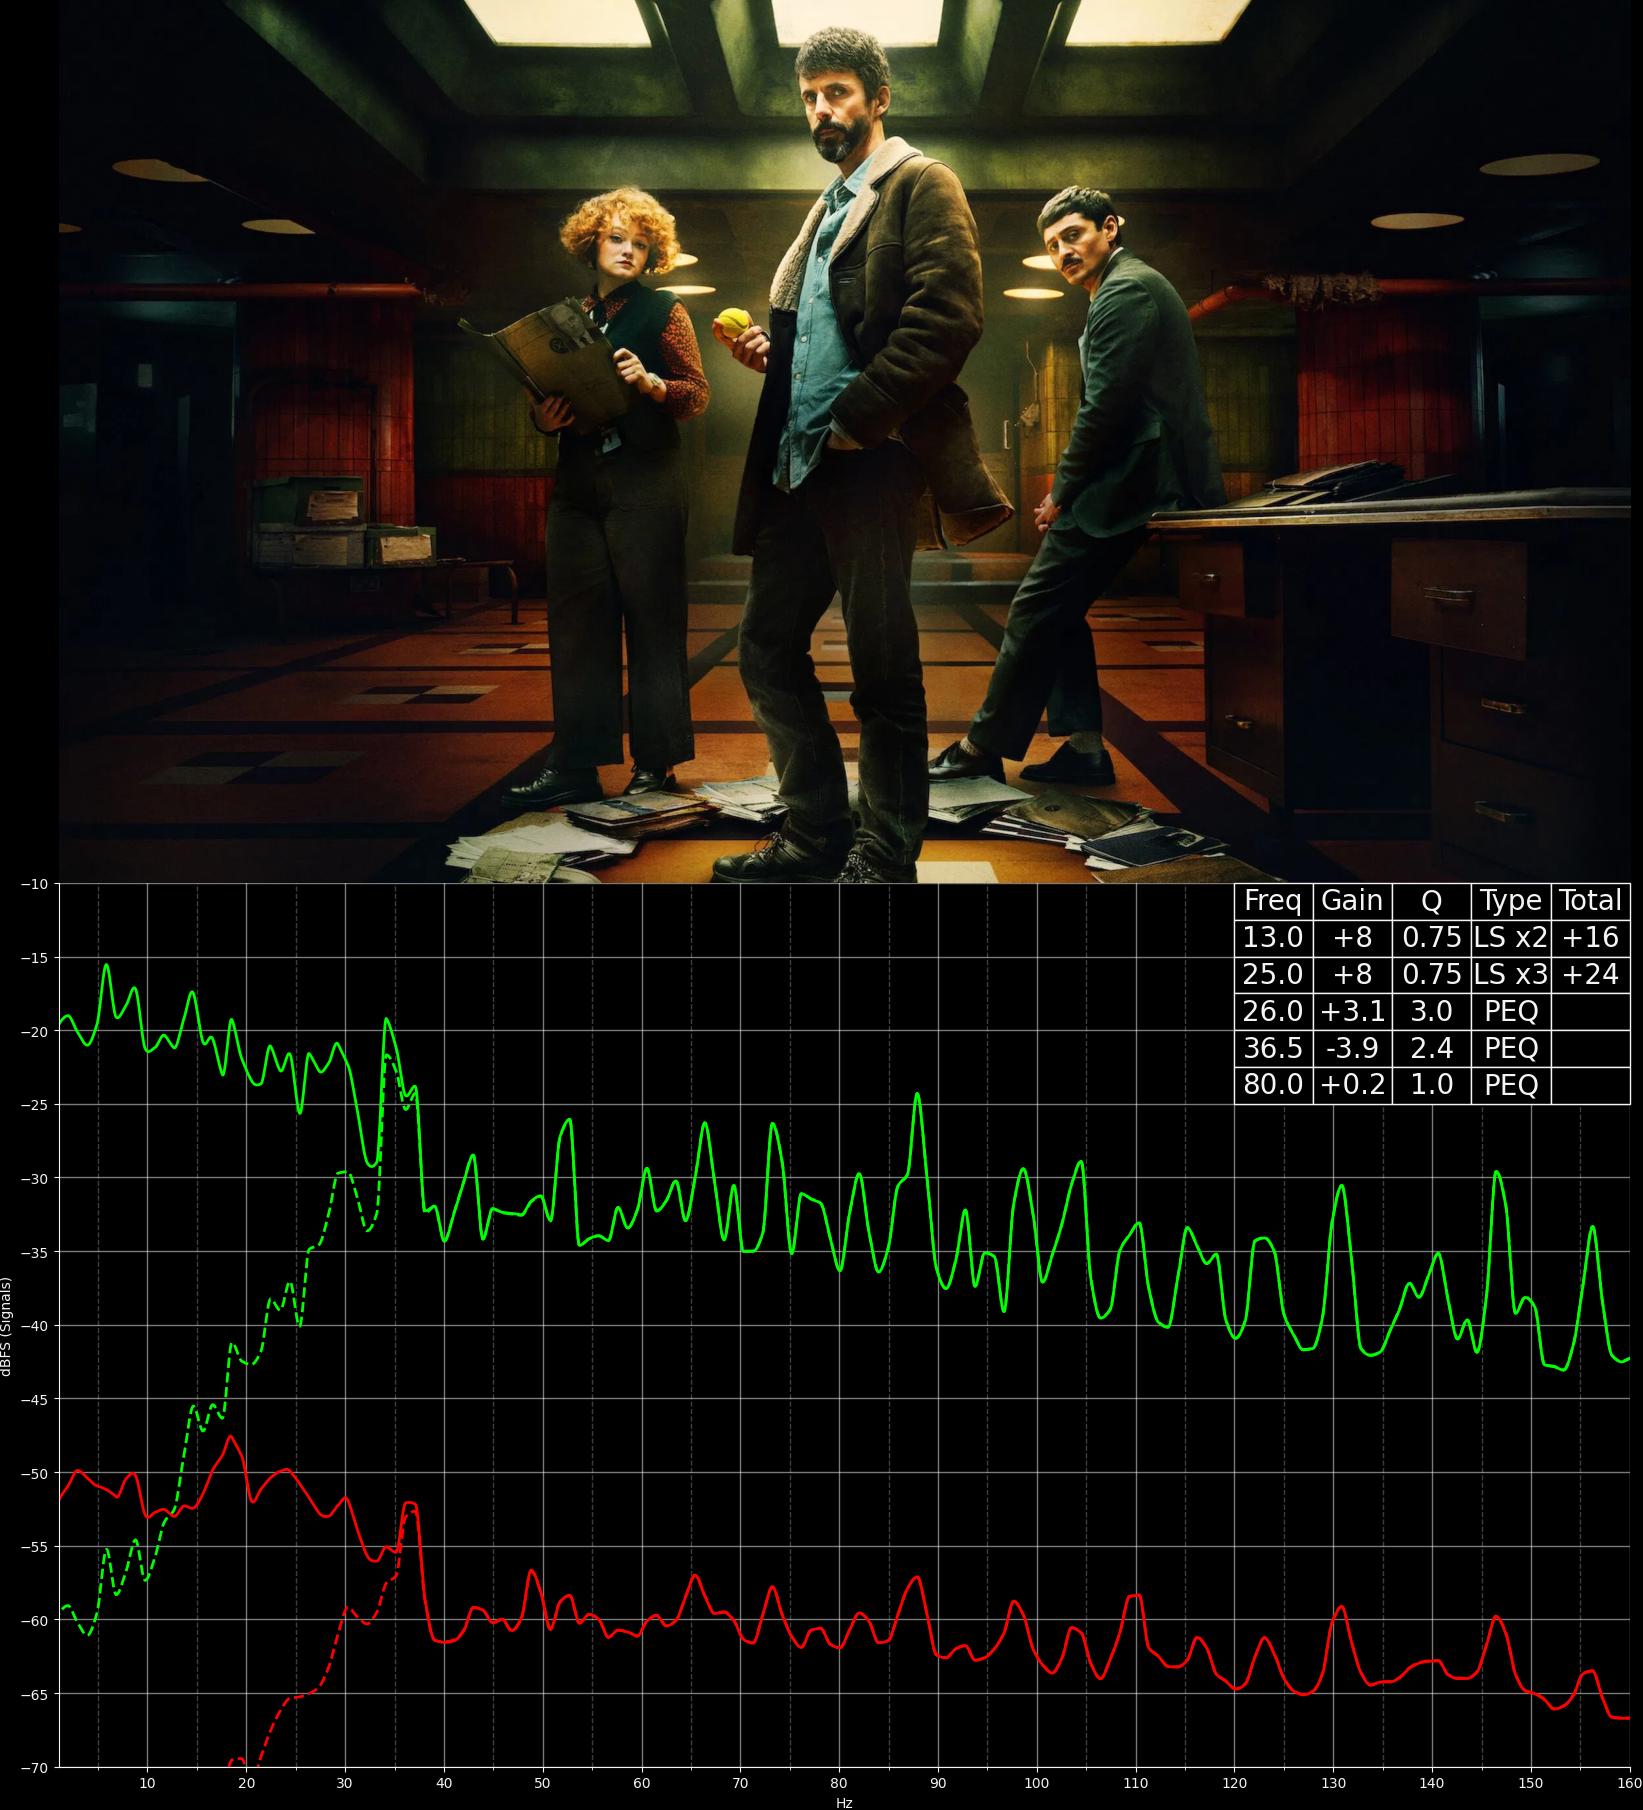 −10
Freq Gain Q Type Total
13.0 +8 0.75 LS x2 +16
−15
25.0 +8 0.75 LS x3 +24
26.0 +3.1 3.0 PEQ
−20
36.5 -3.9 2.4 PEQ
80.0 +0.2 1.0 PEQ
−25
−30
−35
−40
−45
−50
−55
−60
−65
−70
dBFS (Signals)
10 20 30 40 50 60 70 80 90 100 110 120 130 140 150 160
Hz